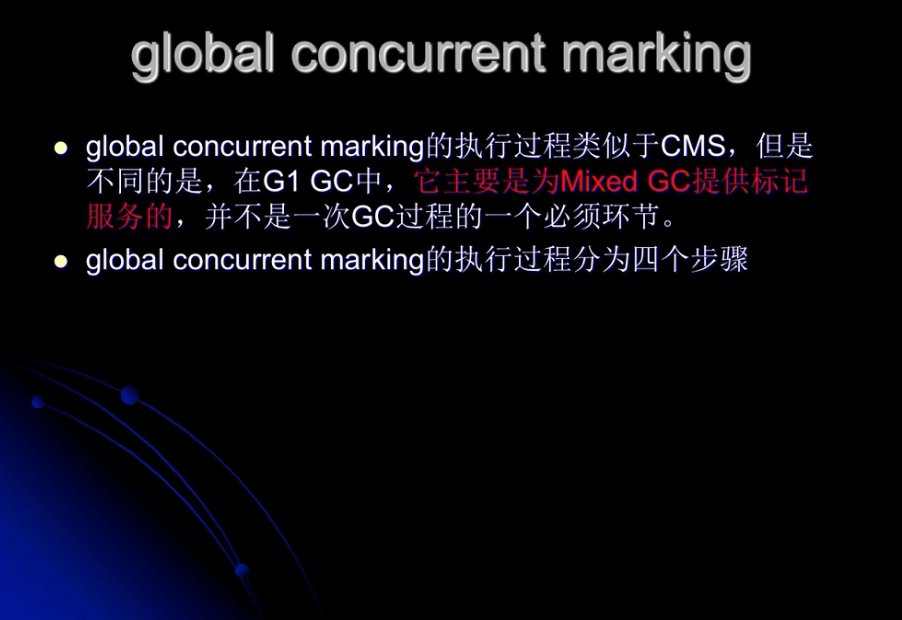 global concurrent marking
global concurrent marking的执行过程类似于CMS，但是
不同的是，在G1 GC中，它主要是为Mixed GC提供标记
服务的，并不是一次GC过程的一个必须环节。
global concurrent marking的执行过程分为四个步骤